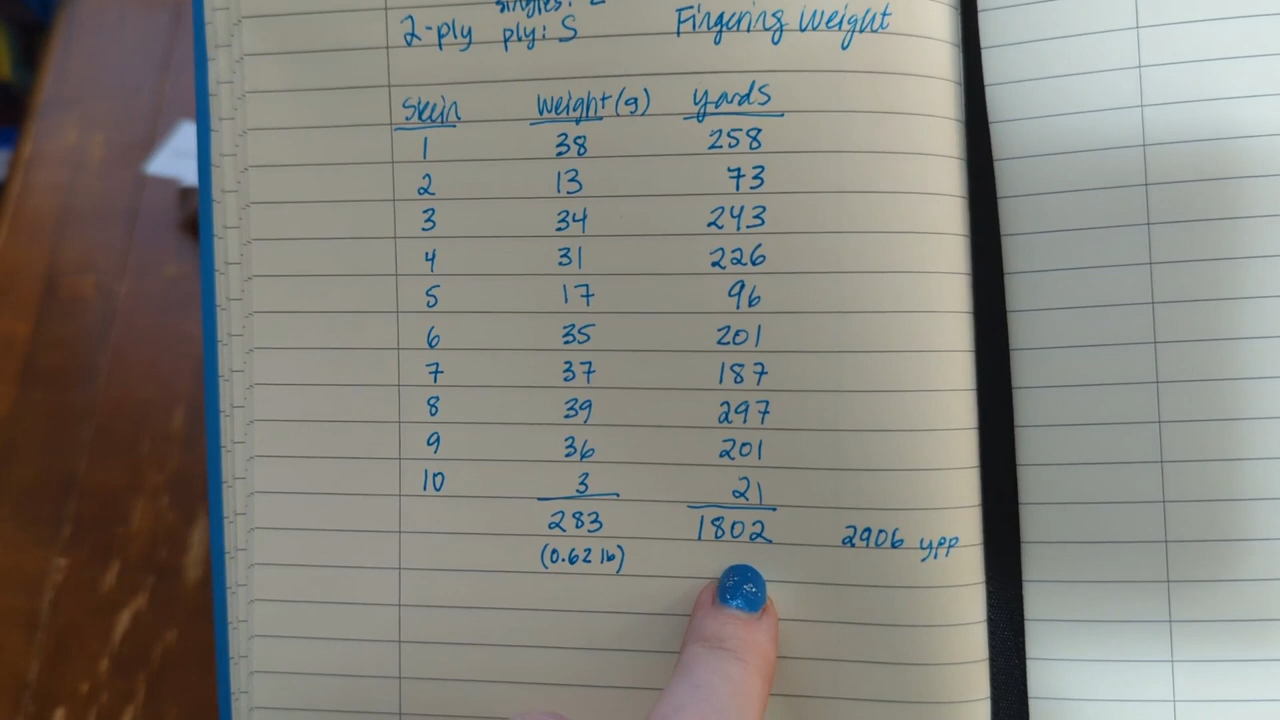 singles: Z
2-ply ply: S Fingering Weight
Skein Weight (g) yards
1 38 258
2 13 73
3 34 243
4 31 226
5 17 96
6 35 201
7 37 187
8 39 297
9 36 201
10 3 21
283 1802 2906 ypp
(0.62 lb)